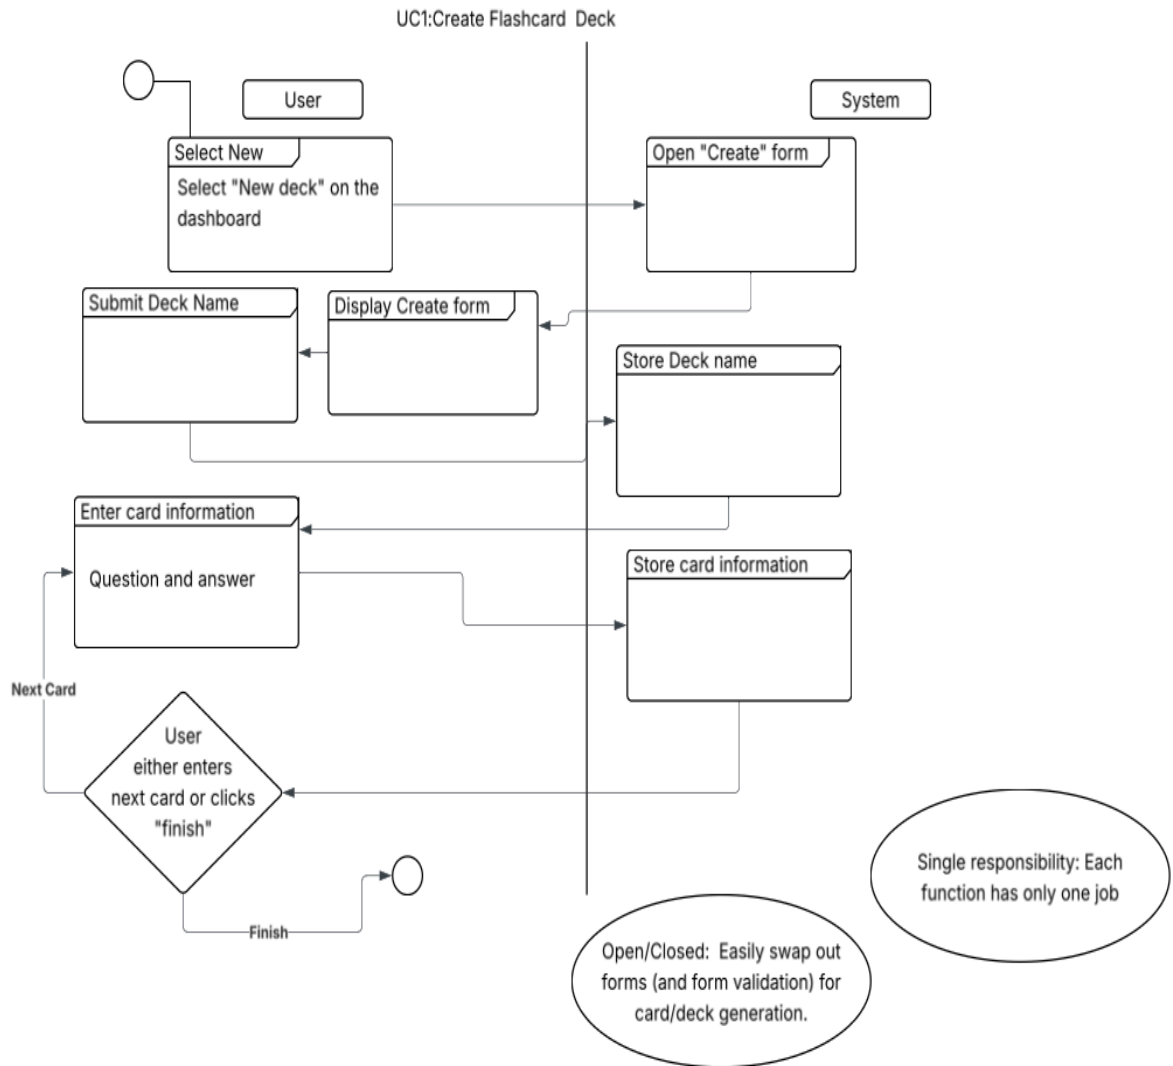 UC1:Create Flashcard  Deck
User
System
Select New
Select "New deck" on the
dashboard
Open "Create" form
Submit Deck Name
Display Create form
Store Deck name
Enter card information
Question and answer
Store card information
Next Card
User
either enters
next card or clicks
"finish"
Finish
Single responsibility: Each
function has only one job
Open/Closed:  Easily swap out
forms (and form validation) for
card/deck generation.